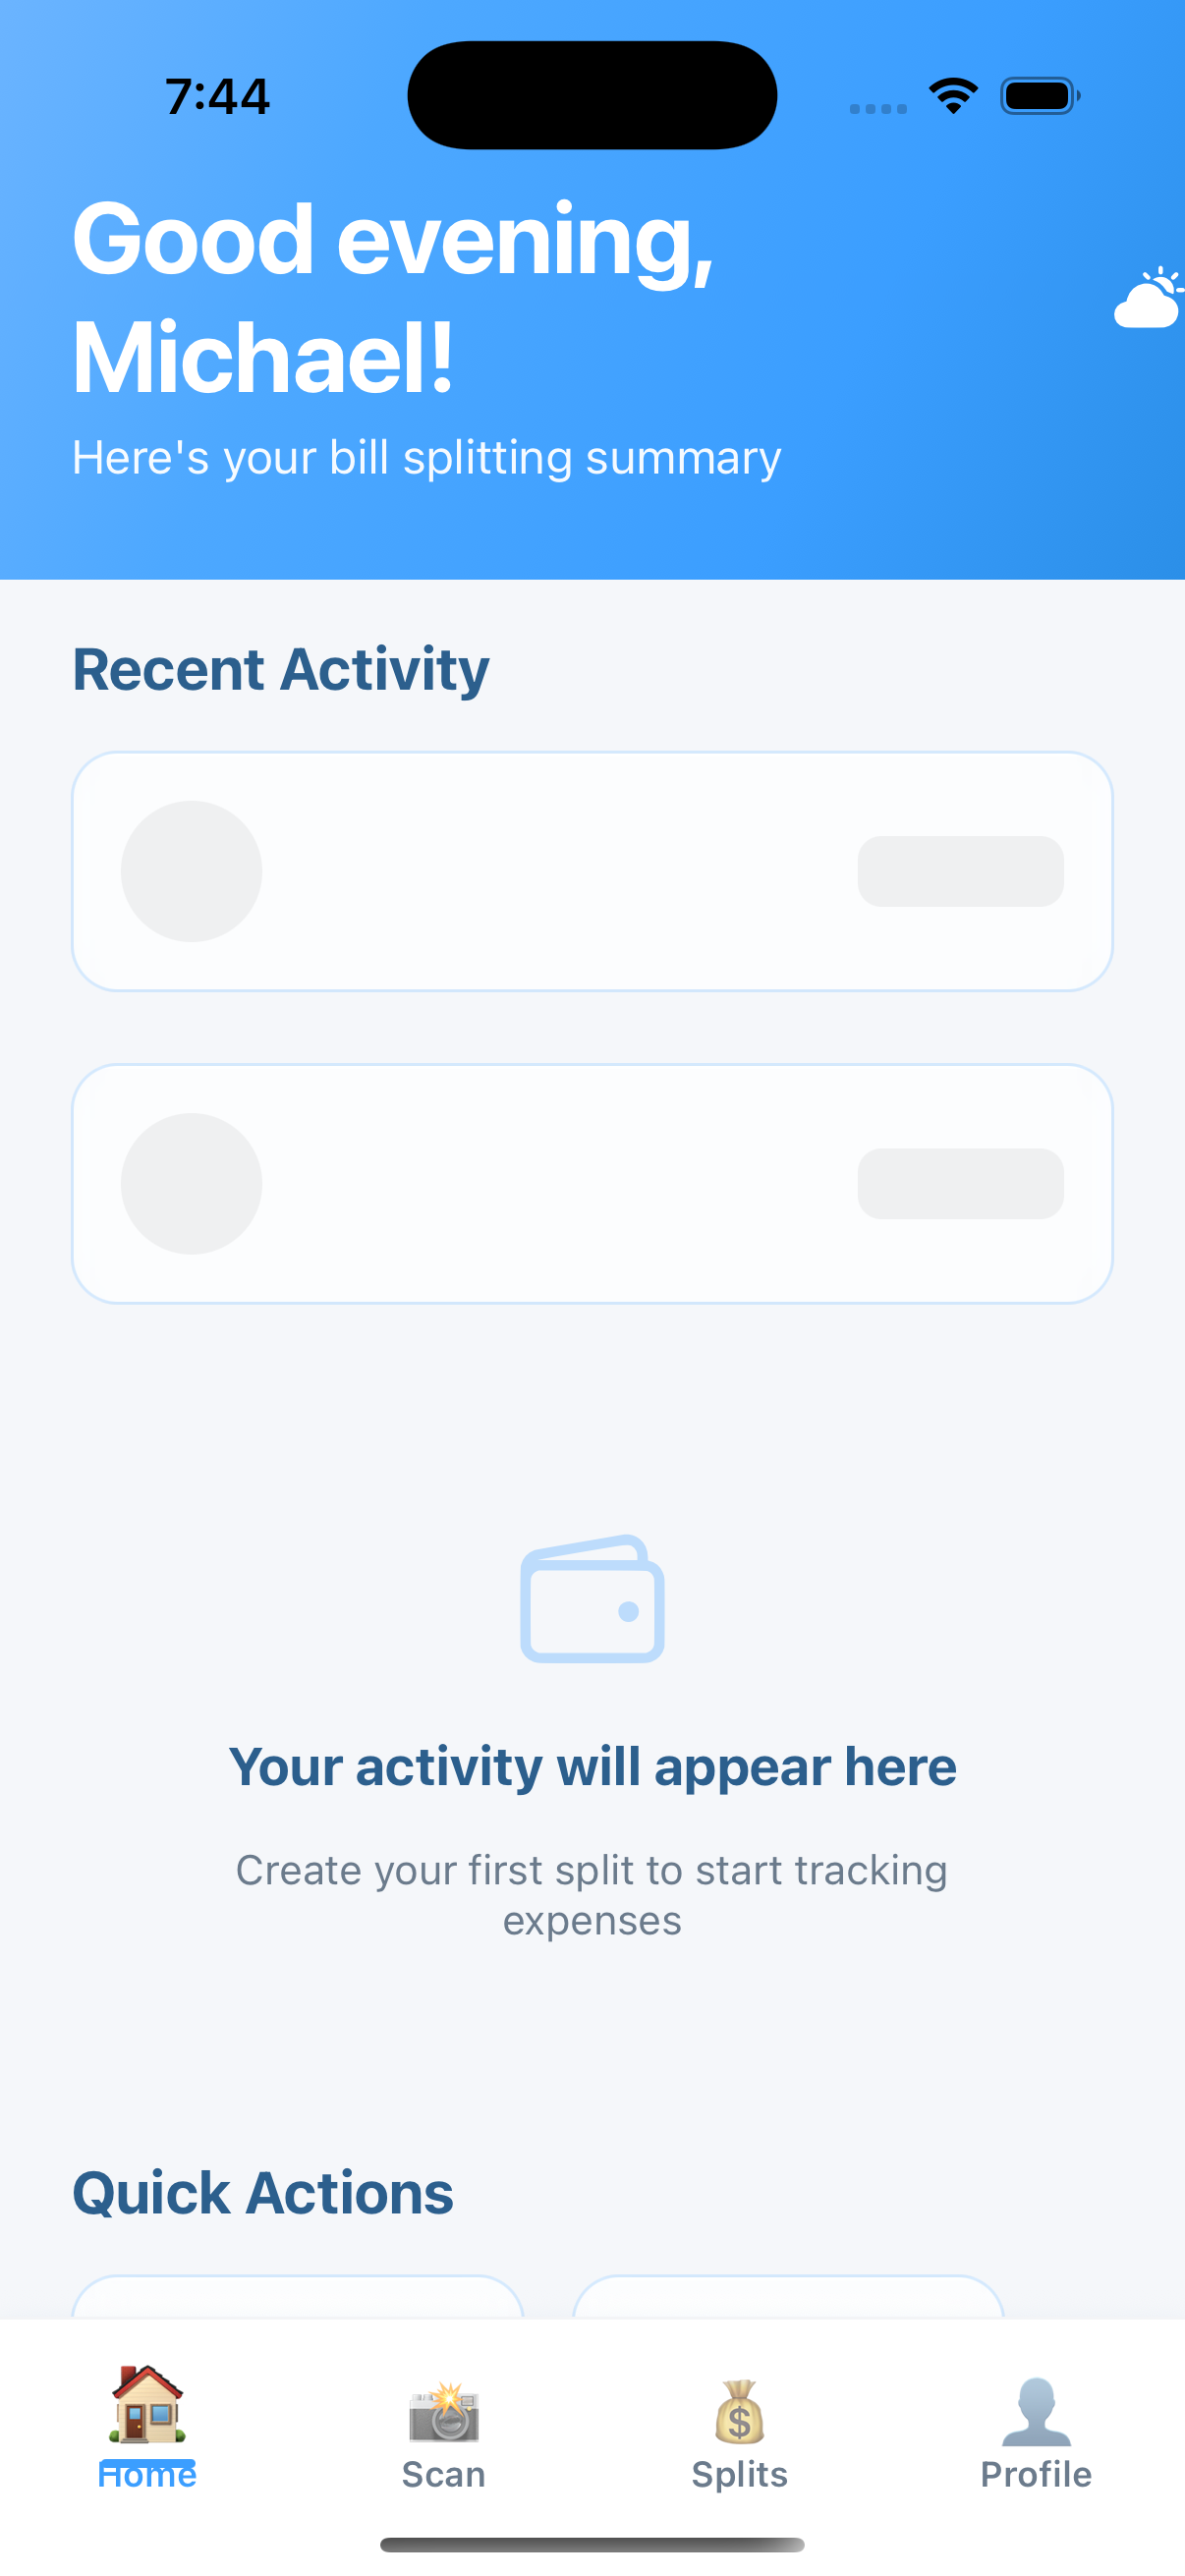 7:44
Good evening,
Michael!
Here's your bill splitting summary
Recent Activity
Your activity will appear here
Create your first split to start tracking
expenses
Quick Actions
Home
Scan
Splits
Profile